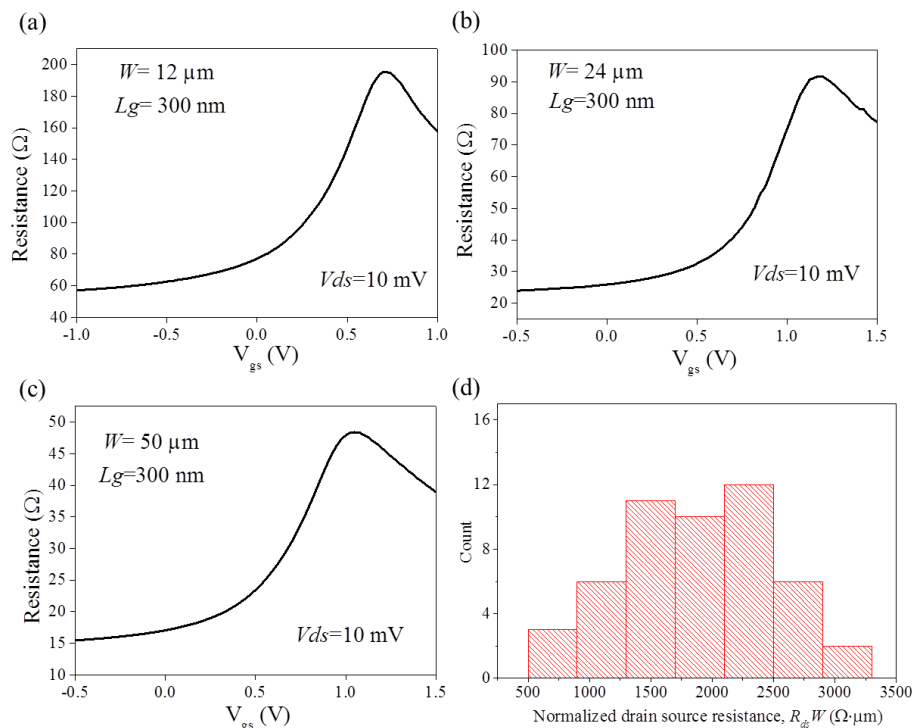 (a)
200
180
160
140
120
100
80
60
40
Resistance (Ω)
W= 12 µm
Lg= 300 nm
Vds=10 mV
-1.0 -0.5 0.0 0.5 1.0
Vgs (V)
(b)
100
90
80
70
60
50
40
30
20
Resistance (Ω)
W= 24 µm
Lg=300 nm
Vds=10 mV
-0.5 0.0 0.5 1.0 1.5
Vgs (V)
(c)
50
45
40
35
30
25
20
15
10
Resistance (Ω)
W= 50 µm
Lg=300 nm
Vds=10 mV
-0.5 0.0 0.5 1.0 1.5
Vgs (V)
(d)
16
12
8
4
0
Count
500 1000 1500 2000 2500 3000 3500
Normalized drain source resistance, RdsW (Ω·µm)